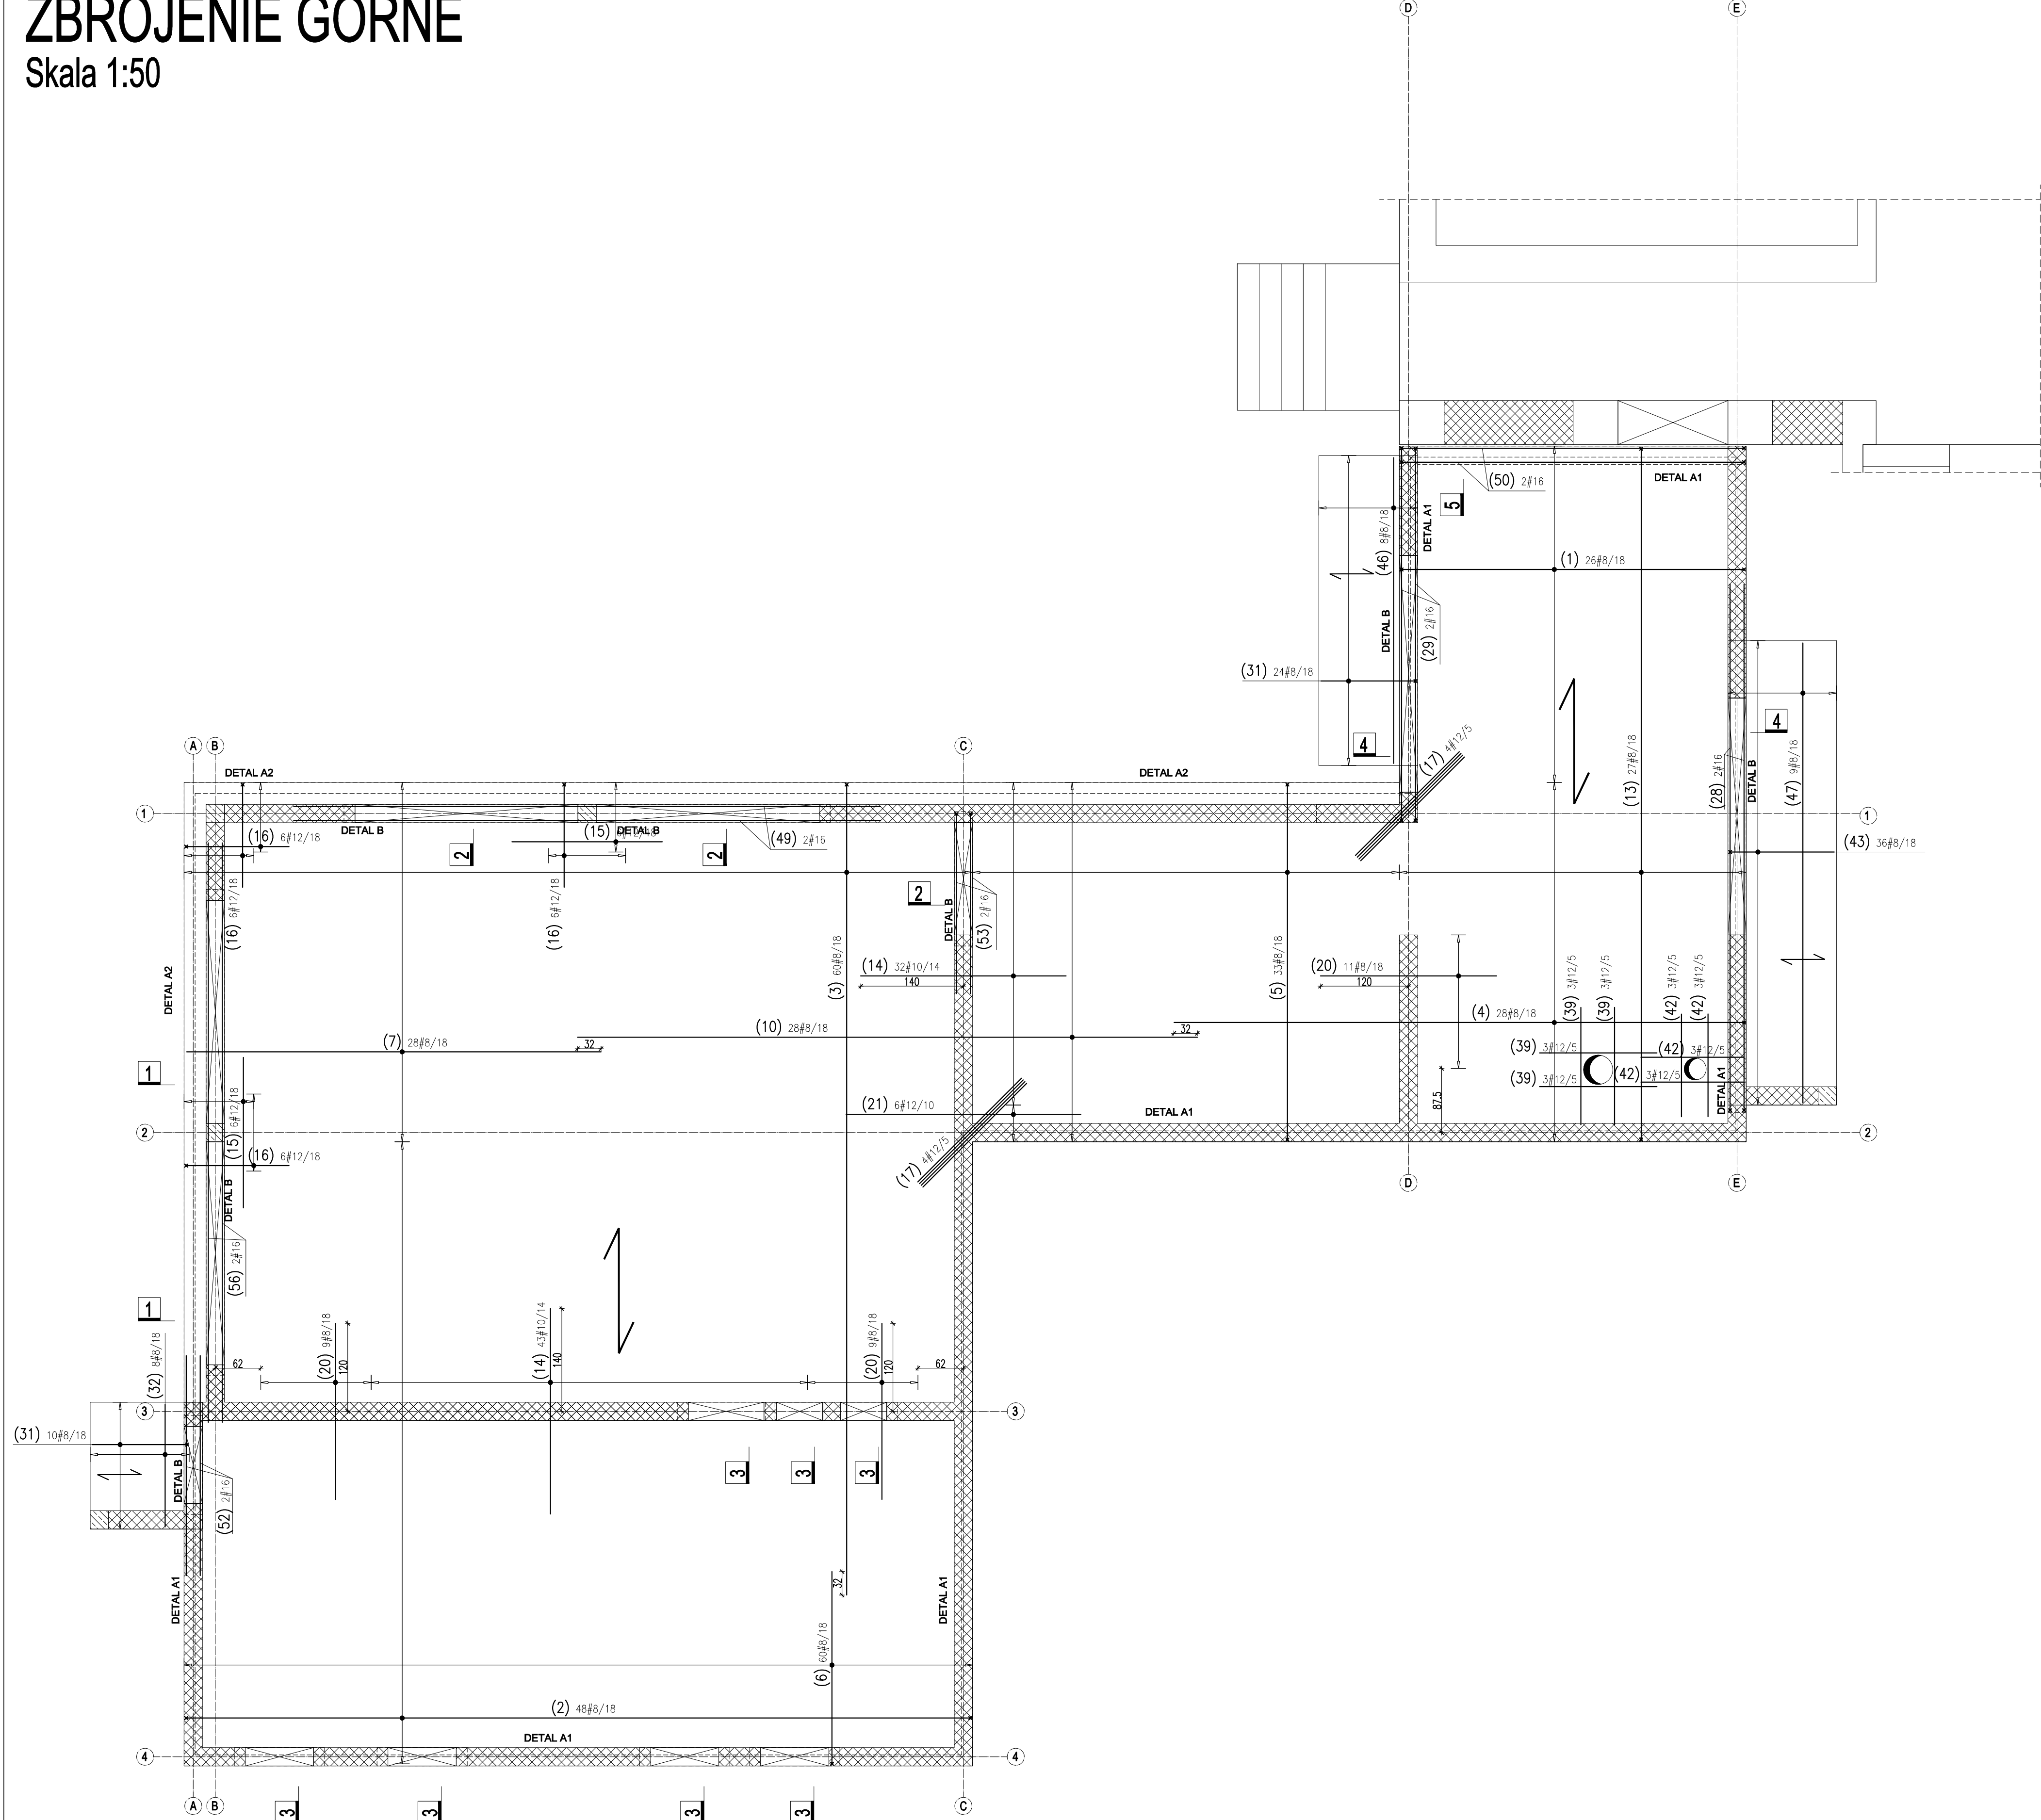 ZBROJENIE GÓRNE
Skala 1:50
D
E
(50) 2#16
DETAL A1
5
DETAL A1
(46) 8#8/18
(1) 26#8/18
DETAL B
(29) 2#16
(31) 24#8/18
4
(17) 4#12/5
(13) 27#8/18
(28) 2#16
DETAL B
4
(47) 9#8/18
A
B
C
DETAL A2
DETAL A2
1
1
DETAL B
DETAL B
(16) 6#12/18
(15) 6#12/18
(49) 2#16
(43) 36#8/18
2
2
2
(16) 6#12/18
(16) 6#12/18
DETAL B
(53) 2#16
DETAL A2
(3) 60#8/18
(14) 32#10/14
140
(5) 33#8/18
(20) 11#8/18
120
(39) 3#12/5
(39) 3#12/5
(42) 3#12/5
(42) 3#12/5
(10) 28#8/18
32
(4) 28#8/18
(7) 28#8/18
32
(39) 3#12/5
(42) 3#12/5
(39) 3#12/5
(42) 3#12/5
1
(21) 6#12/10
DETAL A1
87.5
DETAL A1
2
2
(15) 6#12/18
(16) 6#12/18
(17) 4#12/5
D
E
DETAL B
(56) 2#16
1
(32) 8#8/18
62
(20) 9#8/18
120
(14) 43#10/14
140
(20) 9#8/18
120
62
3
3
(31) 10#8/18
DETAL B
(52) 2#16
3
3
3
DETAL A1
DETAL A1
32
(6) 60#8/18
(2) 48#8/18
DETAL A1
4
4
A
B
C
3
3
3
3